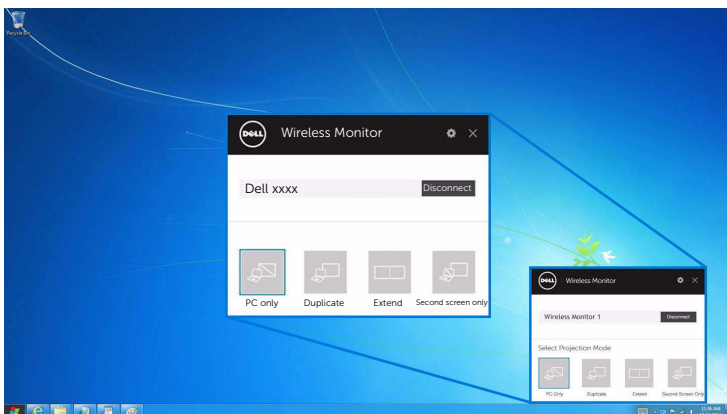 Recycle Bin
DELL
Wireless Monitor
Dell xxxx
Disconnect
PC only
Duplicate
Extend
Second screen only
DELL
Wireless Monitor
Wireless Monitor 1
Disconnect
Select Projection Mode
PC Only
Duplicate
Extend
Second Screen Only